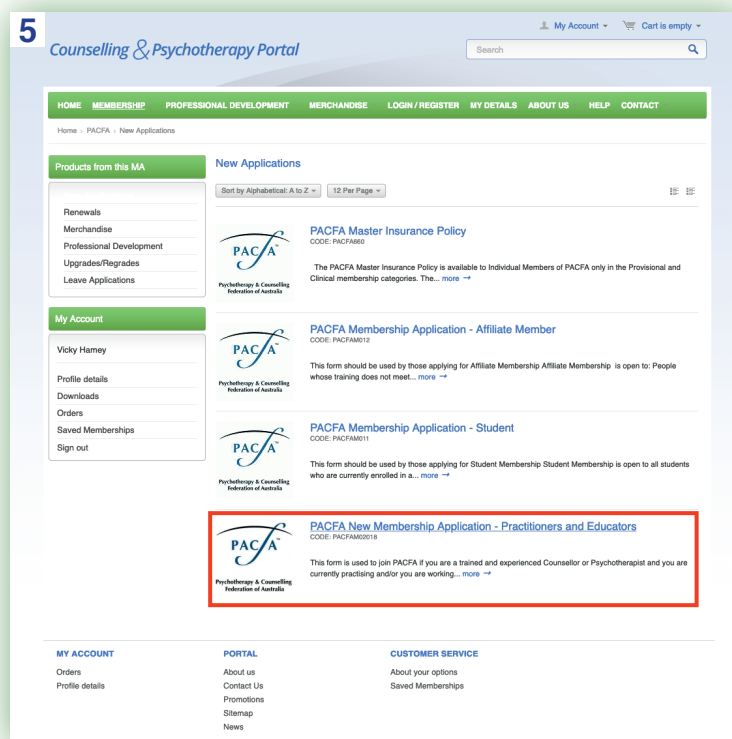 5
My Account
Cart is empty
Counselling & Psychotherapy Portal
Search
HOME MEMBERSHIP PROFESSIONAL DEVELOPMENT MERCHANDISE LOGIN / REGISTER MY DETAILS ABOUT US HELP CONTACT
Home › PACFA › New Applications
Products from this MA
Renewals
Merchandise
Professional Development
Upgrades/Regrades
Leave Applications
My Account
Vicky Hamey
Profile details
Downloads
Orders
Saved Memberships
Sign out
New Applications
Sort by Alphabetical: A to Z
12 Per Page
PACFA™
Psychotherapy & Counselling
Federation of Australia
PACFA Master Insurance Policy
CODE: PACFA660
The PACFA Master Insurance Policy is available to Individual Members of PACFA only in the Provisional and
Clinical membership categories. The... more →
PACFA™
Psychotherapy & Counselling
Federation of Australia
PACFA Membership Application - Affiliate Member
CODE: PACFAM012
This form should be used by those applying for Affiliate Membership Affiliate Membership is open to: People
whose training does not meet... more →
PACFA™
Psychotherapy & Counselling
Federation of Australia
PACFA Membership Application - Student
CODE: PACFAM011
This form should be used by those applying for Student Membership Student Membership is open to all students
who are currently enrolled in a... more →
PACFA™
Psychotherapy & Counselling
Federation of Australia
PACFA New Membership Application - Practitioners and Educators
CODE: PACFAM02018
This form is used to join PACFA if you are a trained and experienced Counsellor or Psychotherapist and you are
currently practising and/or you are working... more →
MY ACCOUNT
Orders
Profile details
PORTAL
About us
Contact Us
Promotions
Sitemap
News
CUSTOMER SERVICE
About your options
Saved Memberships